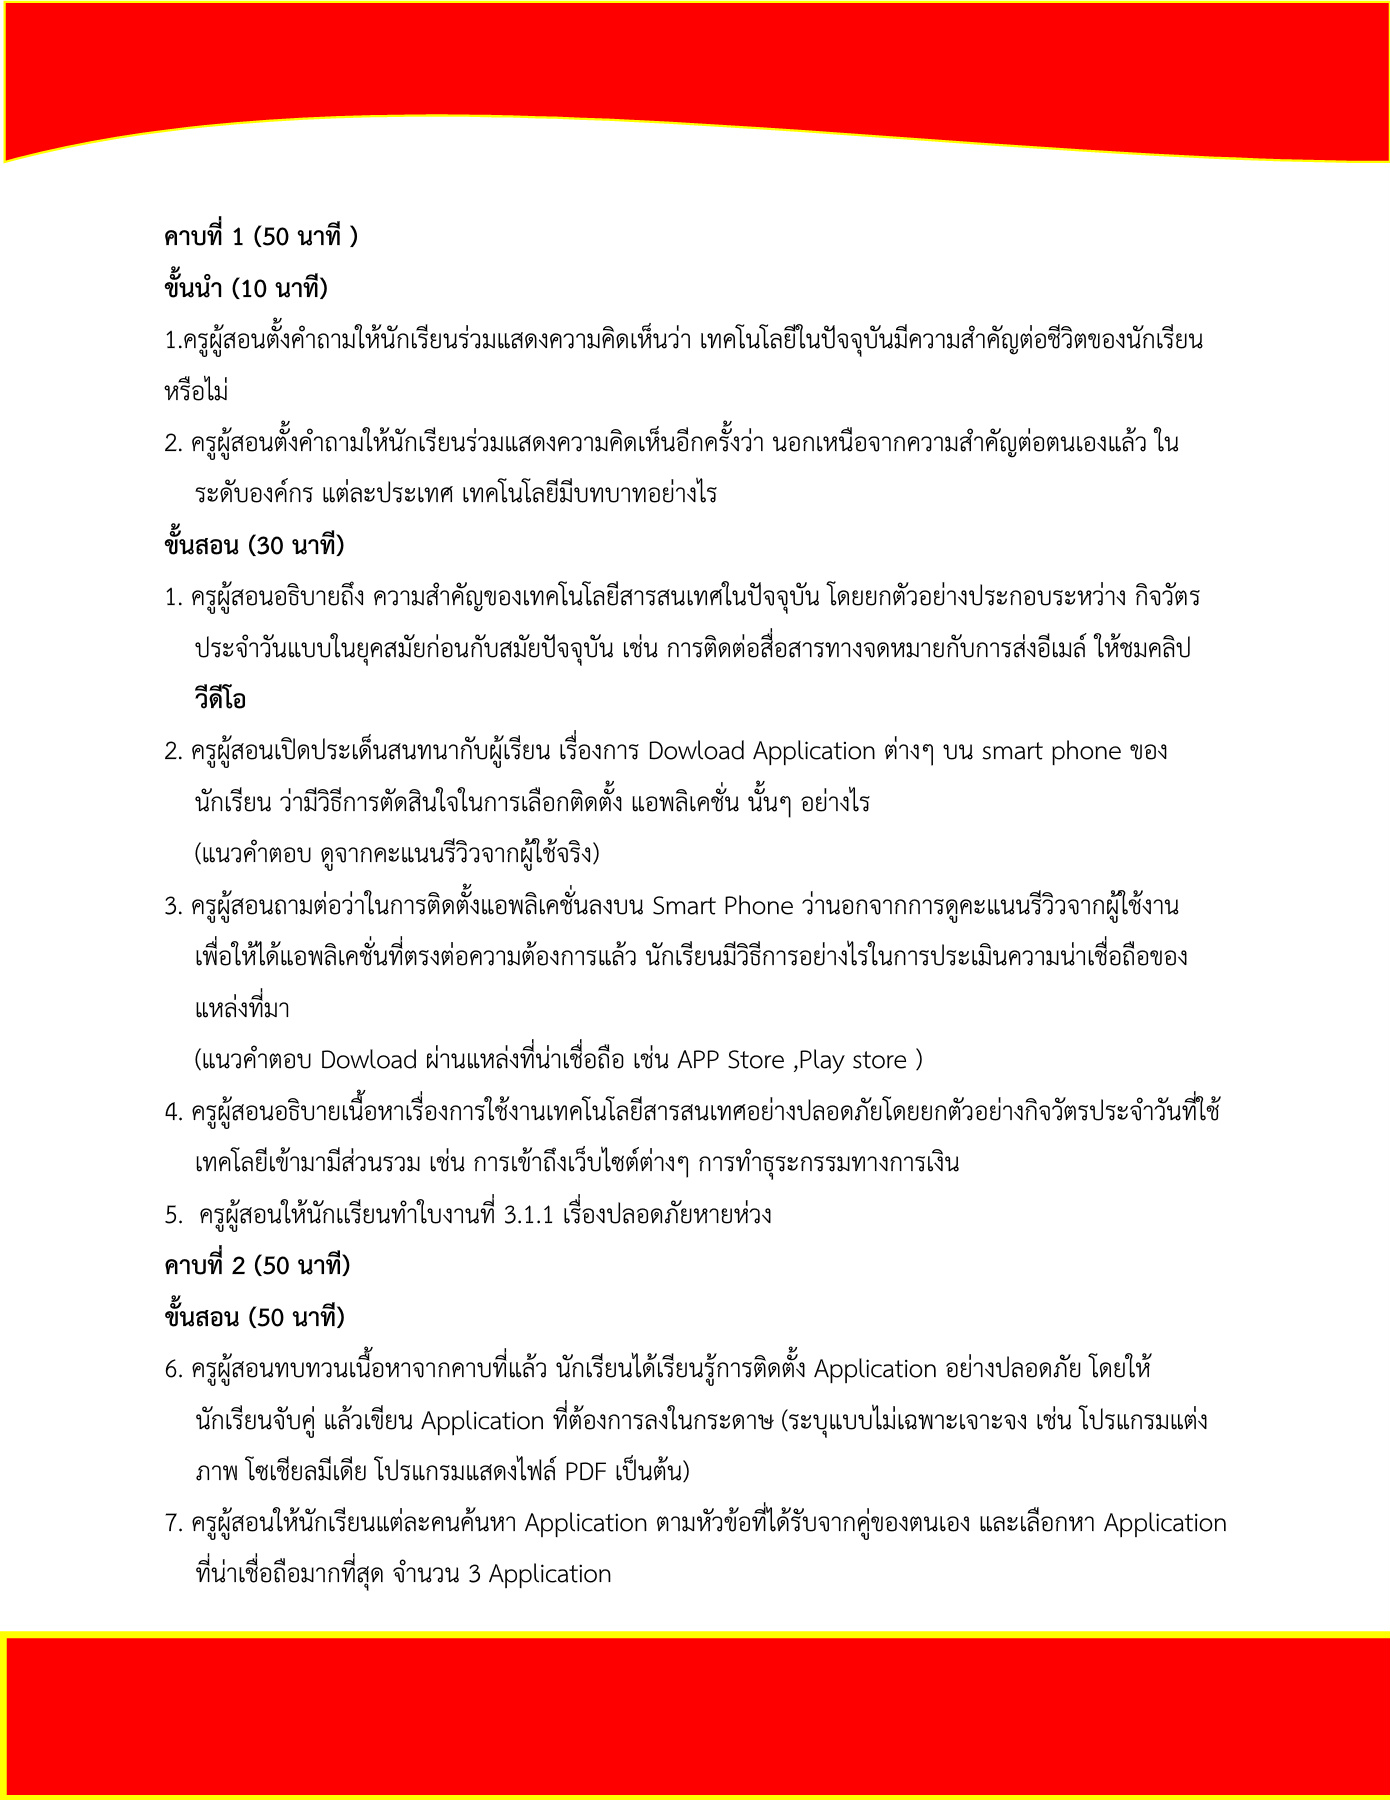 คาบที่ 1 (50 นาที )
ขั้นนำ (10 นาที)
1.ครูผู้สอนตั้งคำถามให้นักเรียนร่วมแสดงความคิดเห็นว่า เทคโนโลยีในปัจจุบันมีความสำคัญต่อชีวิตของนักเรียน
หรือไม่
2. ครูผู้สอนตั้งคำถามให้นักเรียนร่วมแสดงความคิดเห็นอีกครั้งว่า นอกเหนือจากความสำคัญต่อตนเองแล้ว ใน
ระดับองค์กร แต่ละประเทศ เทคโนโลยีมีบทบาทอย่างไร
ขั้นสอน (30 นาที)
1. ครูผู้สอนอธิบายถึง ความสำคัญของเทคโนโลยีสารสนเทศในปัจจุบัน โดยยกตัวอย่างประกอบระหว่าง กิจวัตร
ประจำวันแบบในยุคสมัยก่อนกับสมัยปัจจุบัน เช่น การติดต่อสื่อสารทางจดหมายกับการส่งอีเมล์ ให้ชมคลิป
วีดีโอ
2. ครูผู้สอนเปิดประเด็นสนทนากับผู้เรียน เรื่องการ Dowload Application ต่างๆ บน smart phone ของ
นักเรียน ว่ามีวิธีการตัดสินใจในการเลือกติดตั้ง แอพลิเคชั่น นั้นๆ อย่างไร
(แนวคำตอบ ดูจากคะแนนรีวิวจากผู้ใช้จริง)
3. ครูผู้สอนถามต่อว่าในการติดตั้งแอพลิเคชั่นลงบน Smart Phone ว่านอกจากการดูคะแนนรีวิวจากผู้ใช้งาน
เพื่อให้ได้แอพลิเคชั่นที่ตรงต่อความต้องการแล้ว นักเรียนมีวิธีการอย่างไรในการประเมินความน่าเชื่อถือของ
แหล่งที่มา
(แนวคำตอบ Dowload ผ่านแหล่งที่น่าเชื่อถือ เช่น APP Store ,Play store )
4. ครูผู้สอนอธิบายเนื้อหาเรื่องการใช้งานเทคโนโลยีสารสนเทศอย่างปลอดภัยโดยยกตัวอย่างกิจวัตรประจำวันที่ใช้
เทคโลยีเข้ามามีส่วนรวม เช่น การเข้าถึงเว็บไซต์ต่างๆ การทำธุระกรรมทางการเงิน
5. ครูผู้สอนให้นักแรียนทำใบงานที่ 3.1.1 เรื่องปลอดภัยหายห่วง
คาบที่ 2 (50 นาที)
ขั้นสอน (50 นาที)
6. ครูผู้สอนทบทวนเนื้อหาจากคาบที่แล้ว นักเรียนได้เรียนรู้การติดตั้ง Application อย่างปลอดภัย โดยให้
นักเรียนจับคู่ แล้วเขียน Application ที่ต้องการลงในกระดาษ (ระบุแบบไม่เฉพาะเจาะจง เช่น โปรแกรมแต่ง
ภาพ โซเชียลมีเดีย โปรแกรมแสดงไฟล์ PDF เป็นต้น)
7. ครูผู้สอนให้นักเรียนแต่ละคนค้นหา Application ตามหัวข้อที่ได้รับจากคู่ของตนเอง และเลือกหา Application
ที่น่าเชื่อถือมากที่สุด จำนวน 3 Application